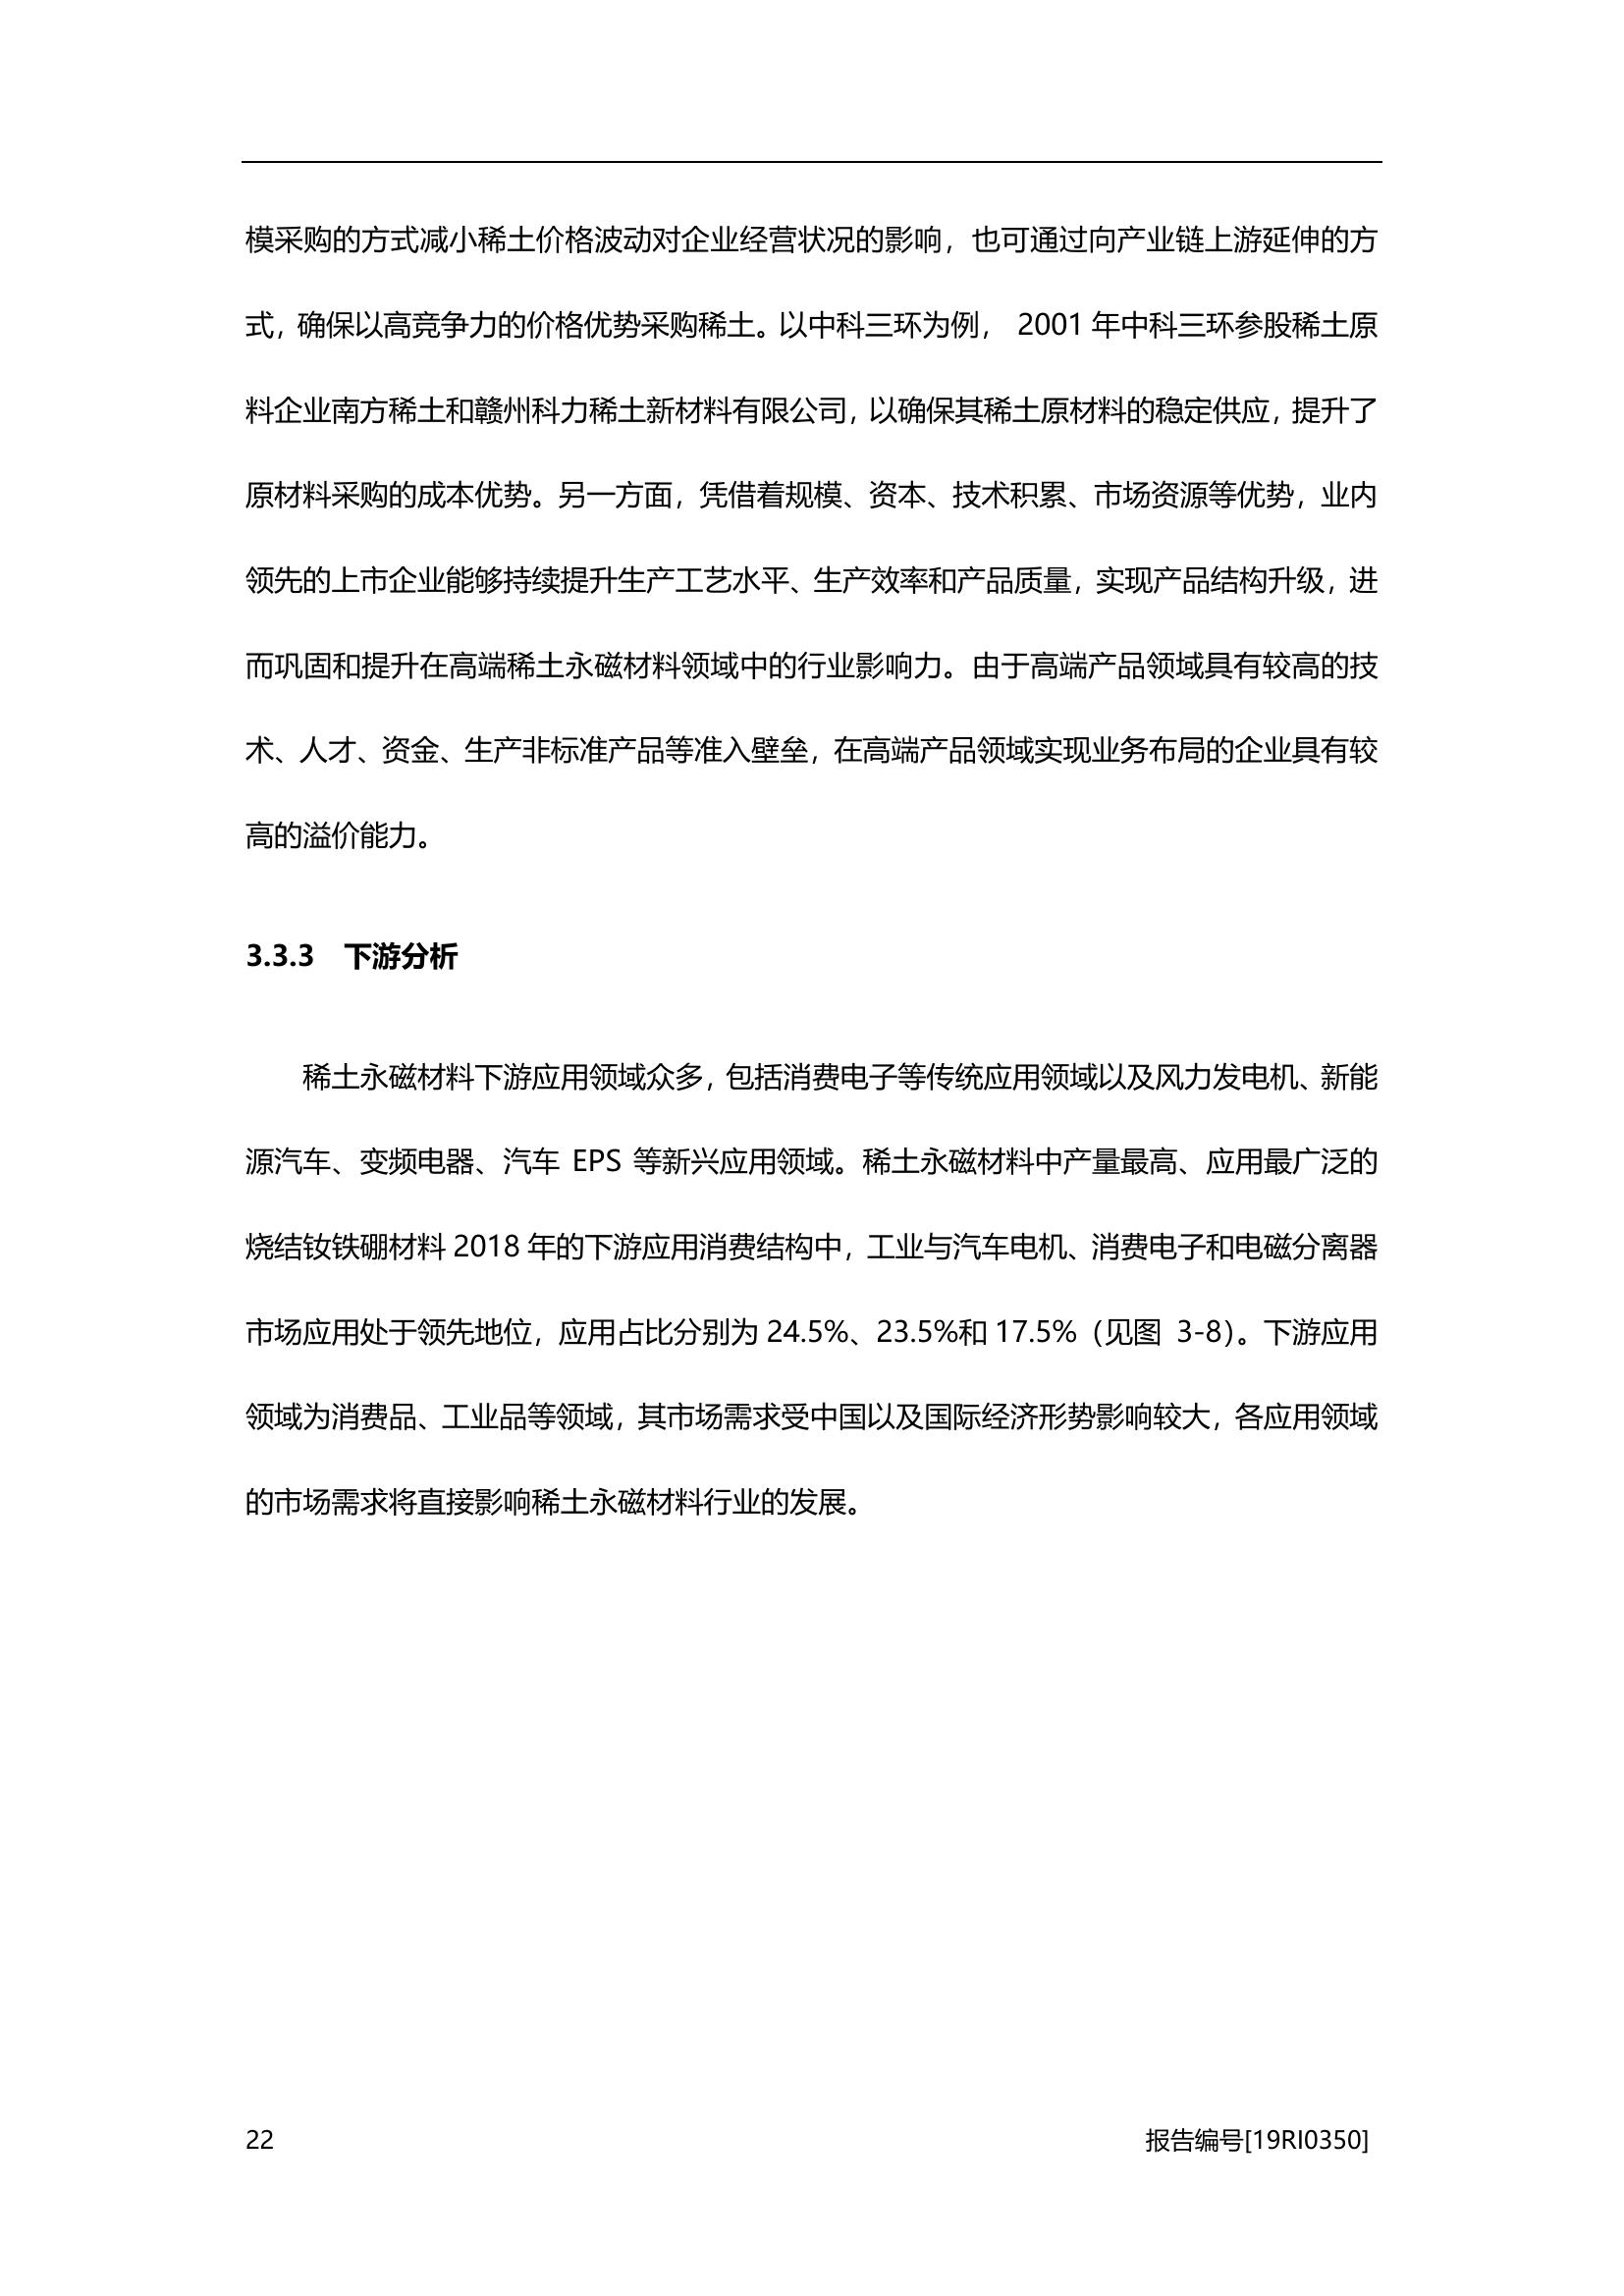 模采购的方式减小稀土价格波动对企业经营状况的影响，也可通过向产业链上游延伸的方
式，确保以高竞争力的价格优势采购稀土。以中科三环为例， 2001 年中科三环参股稀土原
料企业南方稀土和赣州科力稀土新材料有限公司，以确保其稀土原材料的稳定供应，提升了
原材料采购的成本优势。另一方面，凭借着规模、资本、技术积累、市场资源等优势，业内
领先的上市企业能够持续提升生产工艺水平、生产效率和产品质量，实现产品结构升级，进
而巩固和提升在高端稀土永磁材料领域中的行业影响力。由于高端产品领域具有较高的技
术、人才、资金、生产非标准产品等准入壁垒，在高端产品领域实现业务布局的企业具有较
高的溢价能力。
3.3.3 下游分析
稀土永磁材料下游应用领域众多，包括消费电子等传统应用领域以及风力发电机、新能
源汽车、变频电器、汽车 EPS 等新兴应用领域。稀土永磁材料中产量最高、应用最广泛的
烧结钕铁硼材料 2018 年的下游应用消费结构中，工业与汽车电机、消费电子和电磁分离器
市场应用处于领先地位，应用占比分别为 24.5%、23.5%和 17.5%（见图 3-8）。下游应用
领域为消费品、工业品等领域，其市场需求受中国以及国际经济形势影响较大，各应用领域
的市场需求将直接影响稀土永磁材料行业的发展。
22 报告编号[19RI0350]